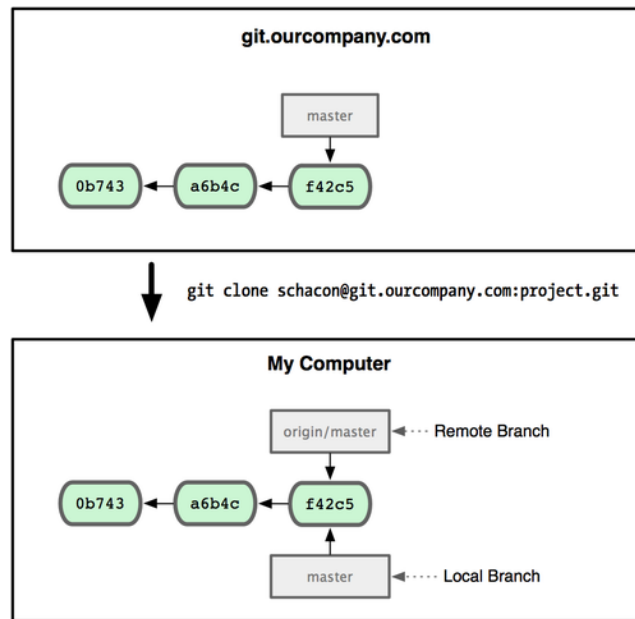 git.ourcompany.com
master
0b743 a6b4c f42c5
git clone schacon@git.ourcompany.com:project.git
My Computer
origin/master Remote Branch
0b743 a6b4c f42c5
master Local Branch